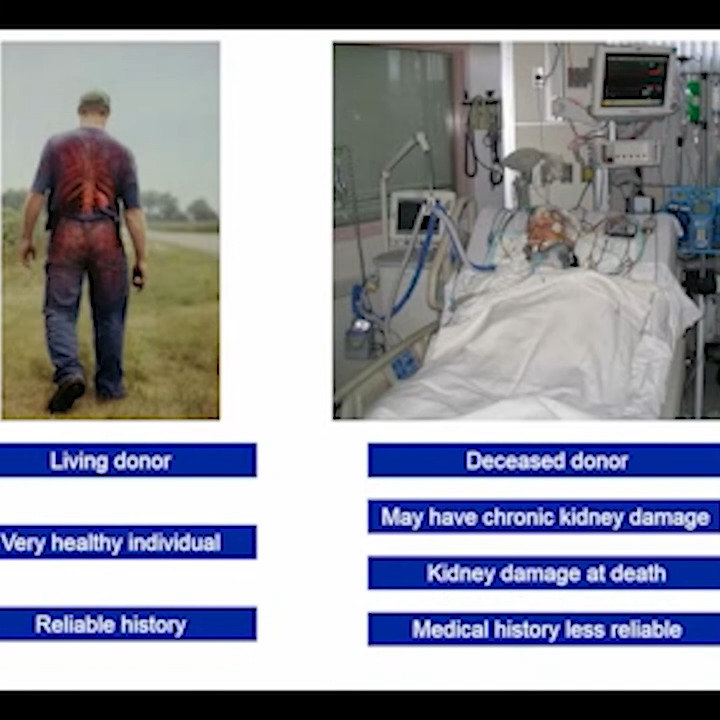 Living donor
Very healthy individual
Reliable history
Deceased donor
May have chronic kidney damage
Kidney damage at death
Medical history less reliable